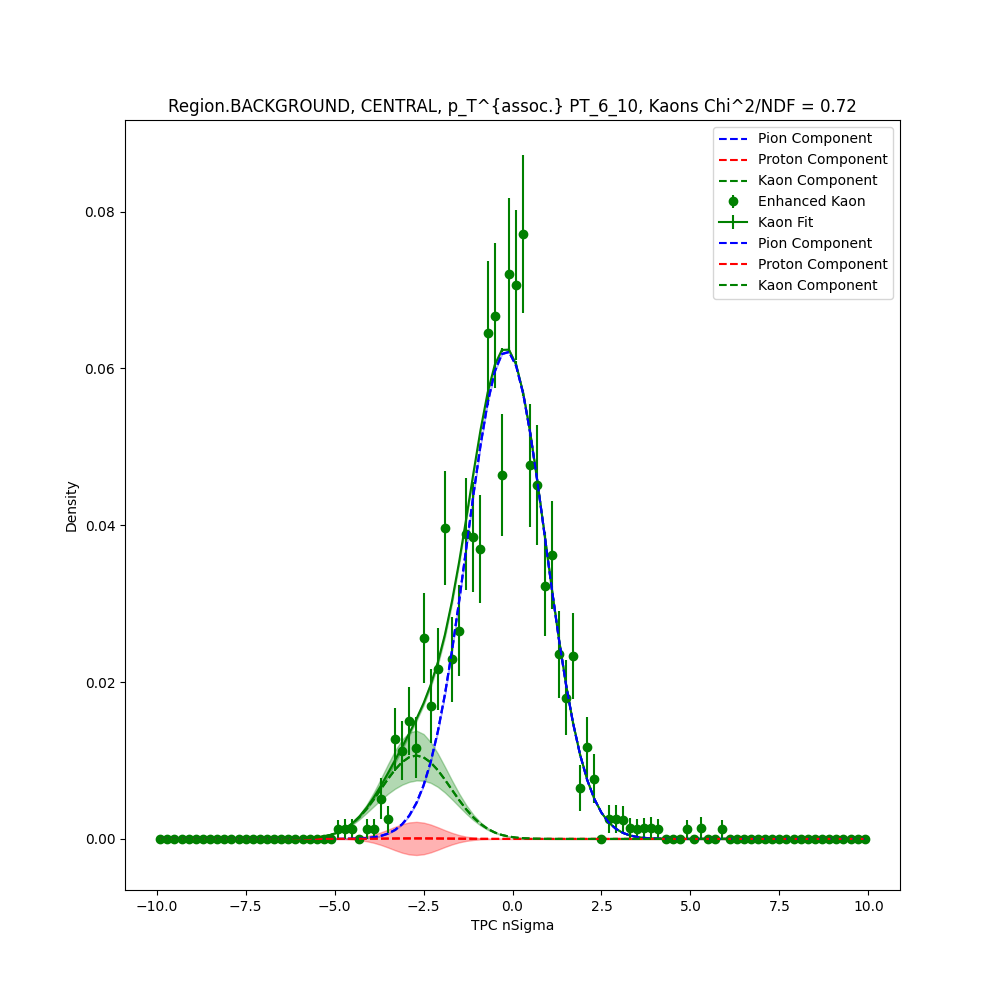 Region.BACKGROUND, CENTRAL, p_T^{assoc.} PT_6_10, Kaons Chi^2/NDF = 0.72
Pion Component
Proton Component
Kaon Component
Enhanced Kaon
Kaon Fit
Pion Component
Proton Component
Kaon Component
0.08
0.06
0.04
0.02
0.00
Density
−10.0 −7.5 −5.0 −2.5 0.0 2.5 5.0 7.5 10.0
TPC nSigma